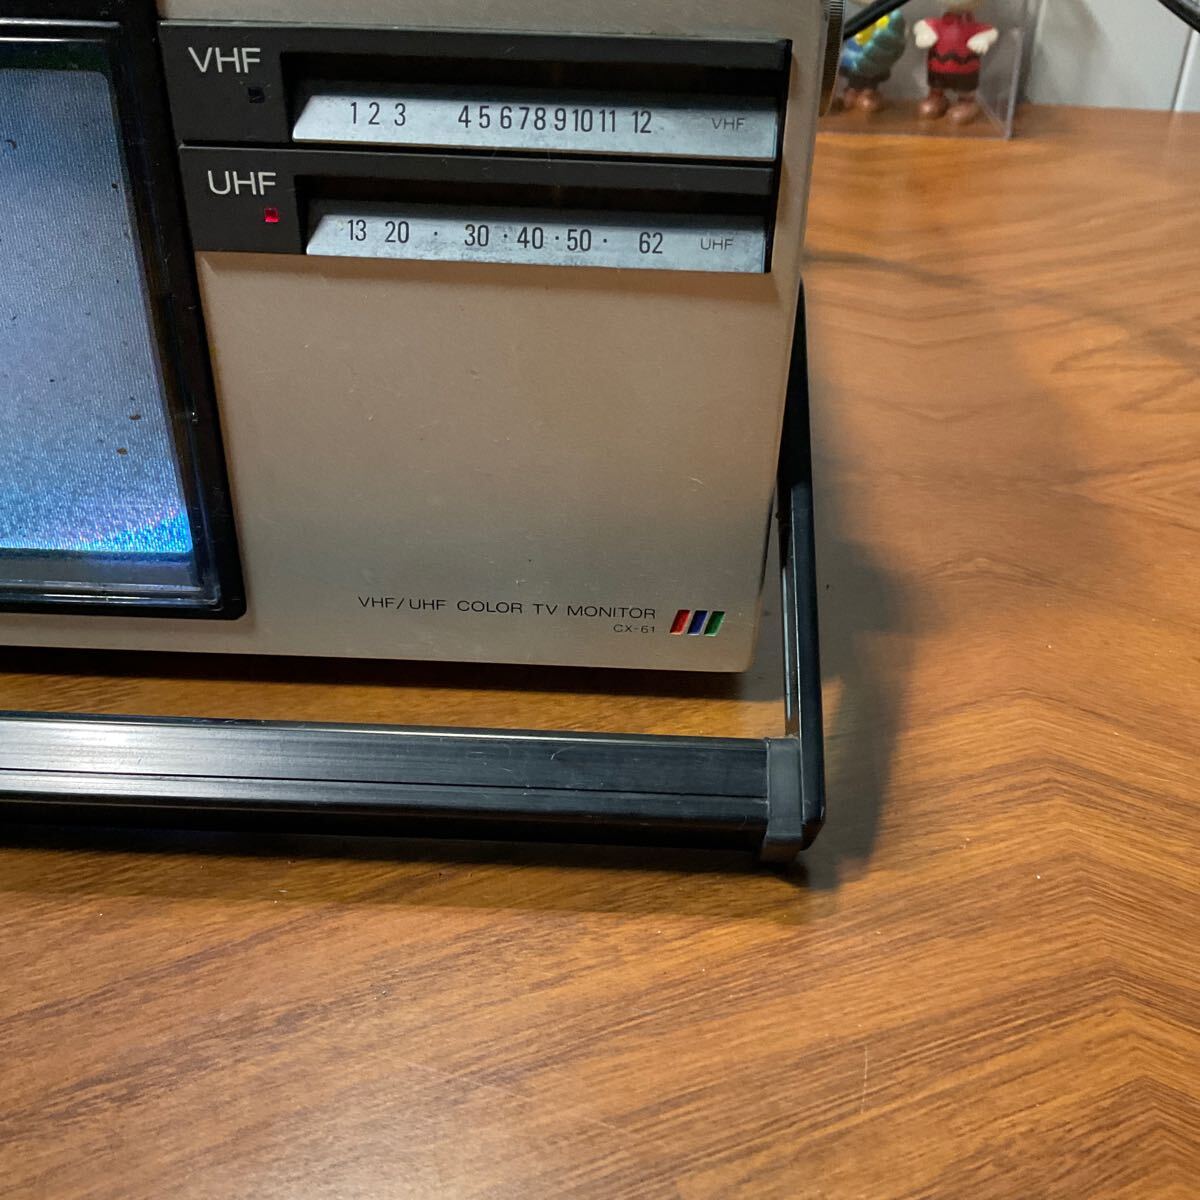 VHF
1 2 3 4 5 6 7 8 9 10 11 12 VHF
UHF
13 20 · 30 · 40 · 50 · 62 UHF
VHF/UHF COLOR TV MONITOR
CX-61